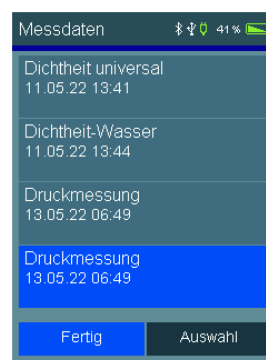 Messdaten 41%
Dichtheit universal
11.05.22 13:41
Dichtheit-Wasser
11.05.22 13:44
Druckmessung
13.05.22 06:49
Druckmessung
13.05.22 06:49
Fertig Auswahl